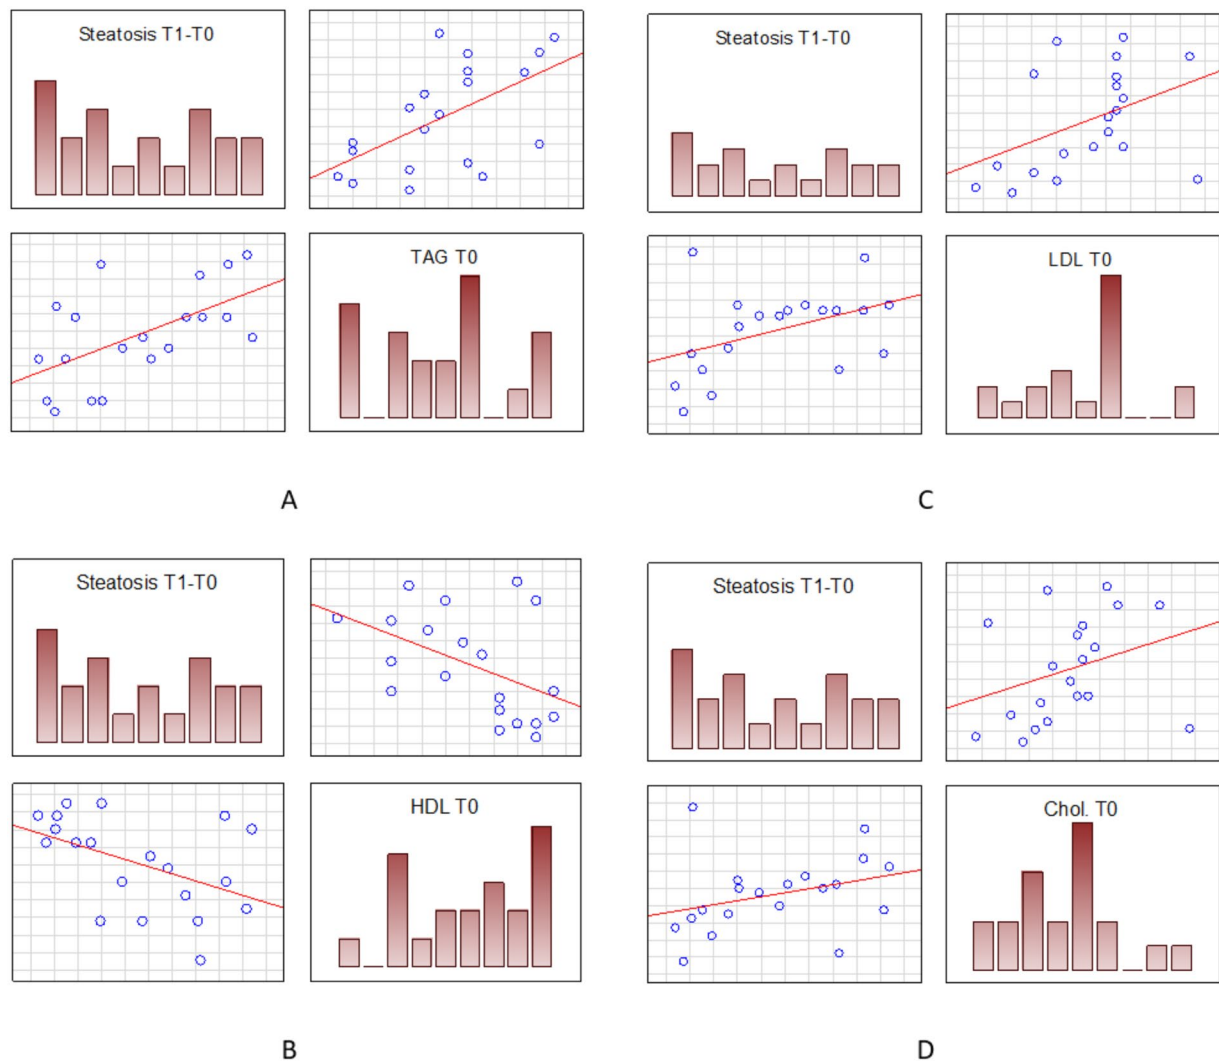 Steatosis T1-T0
TAG T0
A
Steatosis T1-T0
LDL T0
C
Steatosis T1-T0
HDL T0
B
Steatosis T1-T0
Chol. T0
D